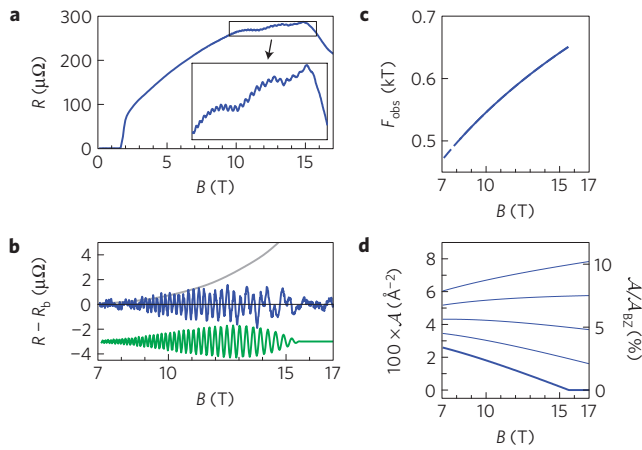 a
300
200
100
0
R (μΩ)
0
5
10
15
B (T)
b
4
2
0
−2
−4
R − R_b (μΩ)
7
10
15
17
B (T)
c
0.7
0.6
0.5
F_obs (kT)
7
10
15
17
B (T)
d
8
6
4
2
0
100 × 𝒜 (Å⁻²)
10
5
0
𝒜/A_BZ (%)
7
10
15
17
B (T)